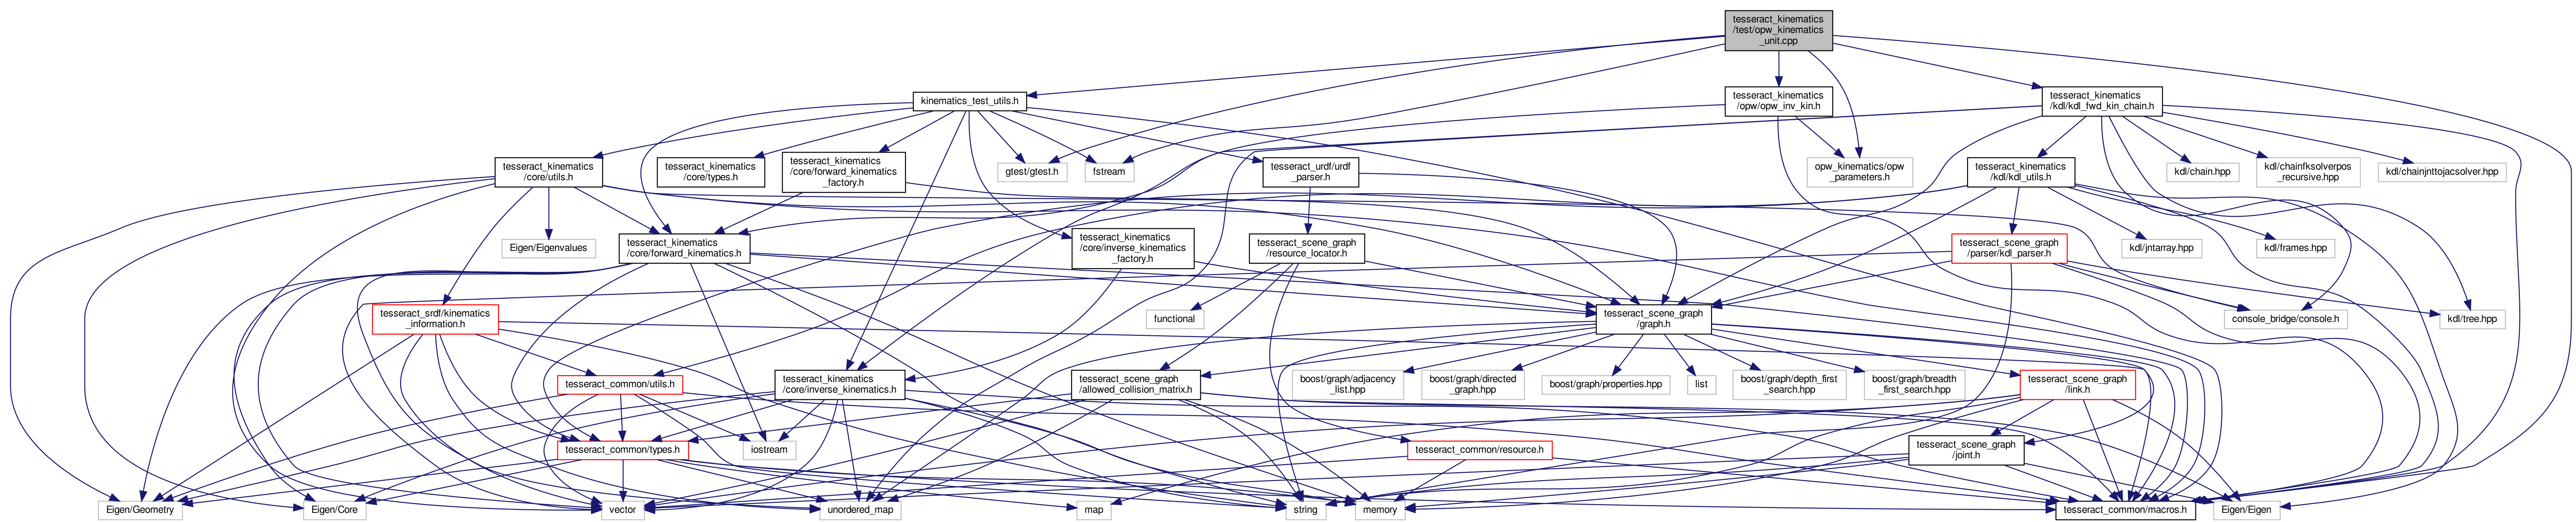 tesseract_kinematics
/test/opw_kinematics
_unit.cpp
kinematics_test_utils.h
tesseract_kinematics
/opw/opw_inv_kin.h
tesseract_kinematics
/kdl/kdl_fwd_kin_chain.h
tesseract_kinematics
/core/utils.h
tesseract_kinematics
/core/types.h
tesseract_kinematics
/core/forward_kinematics
_factory.h
gtest/gtest.h
fstream
tesseract_urdf/urdf
_parser.h
opw_kinematics/opw
_parameters.h
tesseract_kinematics
/kdl/kdl_utils.h
kdl/chain.hpp
kdl/chainfksolverpos
_recursive.hpp
kdl/chainjnttojacsolver.hpp
Eigen/Eigenvalues
tesseract_kinematics
/core/forward_kinematics.h
tesseract_kinematics
/core/inverse_kinematics
_factory.h
tesseract_scene_graph
/resource_locator.h
tesseract_scene_graph
/parser/kdl_parser.h
kdl/jntarray.hpp
kdl/frames.hpp
tesseract_srdf/kinematics
_information.h
functional
tesseract_scene_graph
/graph.h
console_bridge/console.h
kdl/tree.hpp
tesseract_common/utils.h
tesseract_kinematics
/core/inverse_kinematics.h
tesseract_scene_graph
/allowed_collision_matrix.h
boost/graph/adjacency
_list.hpp
boost/graph/directed
_graph.hpp
boost/graph/properties.hpp
list
boost/graph/depth_first
_search.hpp
boost/graph/breadth
_first_search.hpp
tesseract_scene_graph
/link.h
tesseract_common/types.h
iostream
tesseract_common/resource.h
tesseract_scene_graph
/joint.h
Eigen/Geometry
Eigen/Core
vector
unordered_map
map
string
memory
tesseract_common/macros.h
Eigen/Eigen